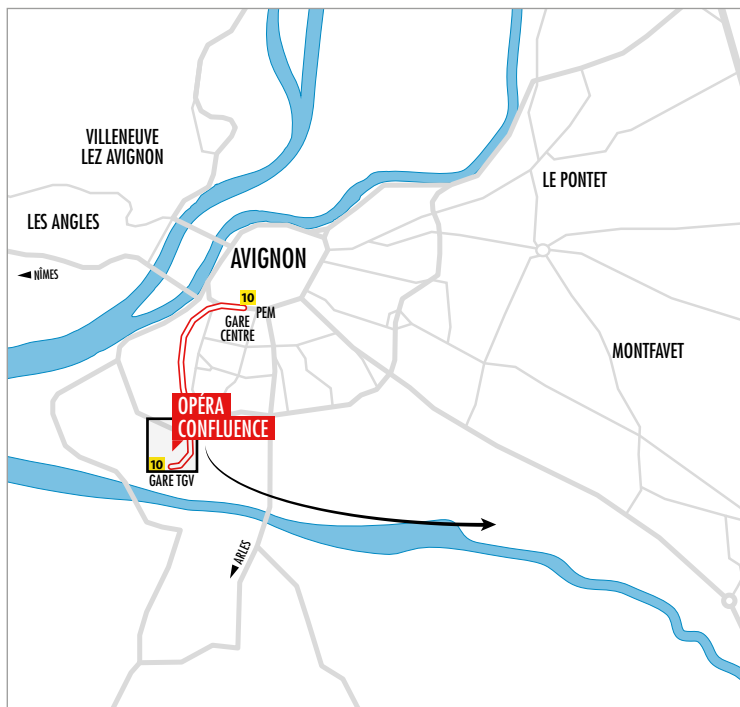 VILLENEUVE
LEZ AVIGNON
LE PONTET
LES ANGLES
AVIGNON
NÎMES
10
PEM
GARE
CENTRE
MONTFAVET
OPÉRA
CONFLUENCE
10
GARE TGV
ARLES